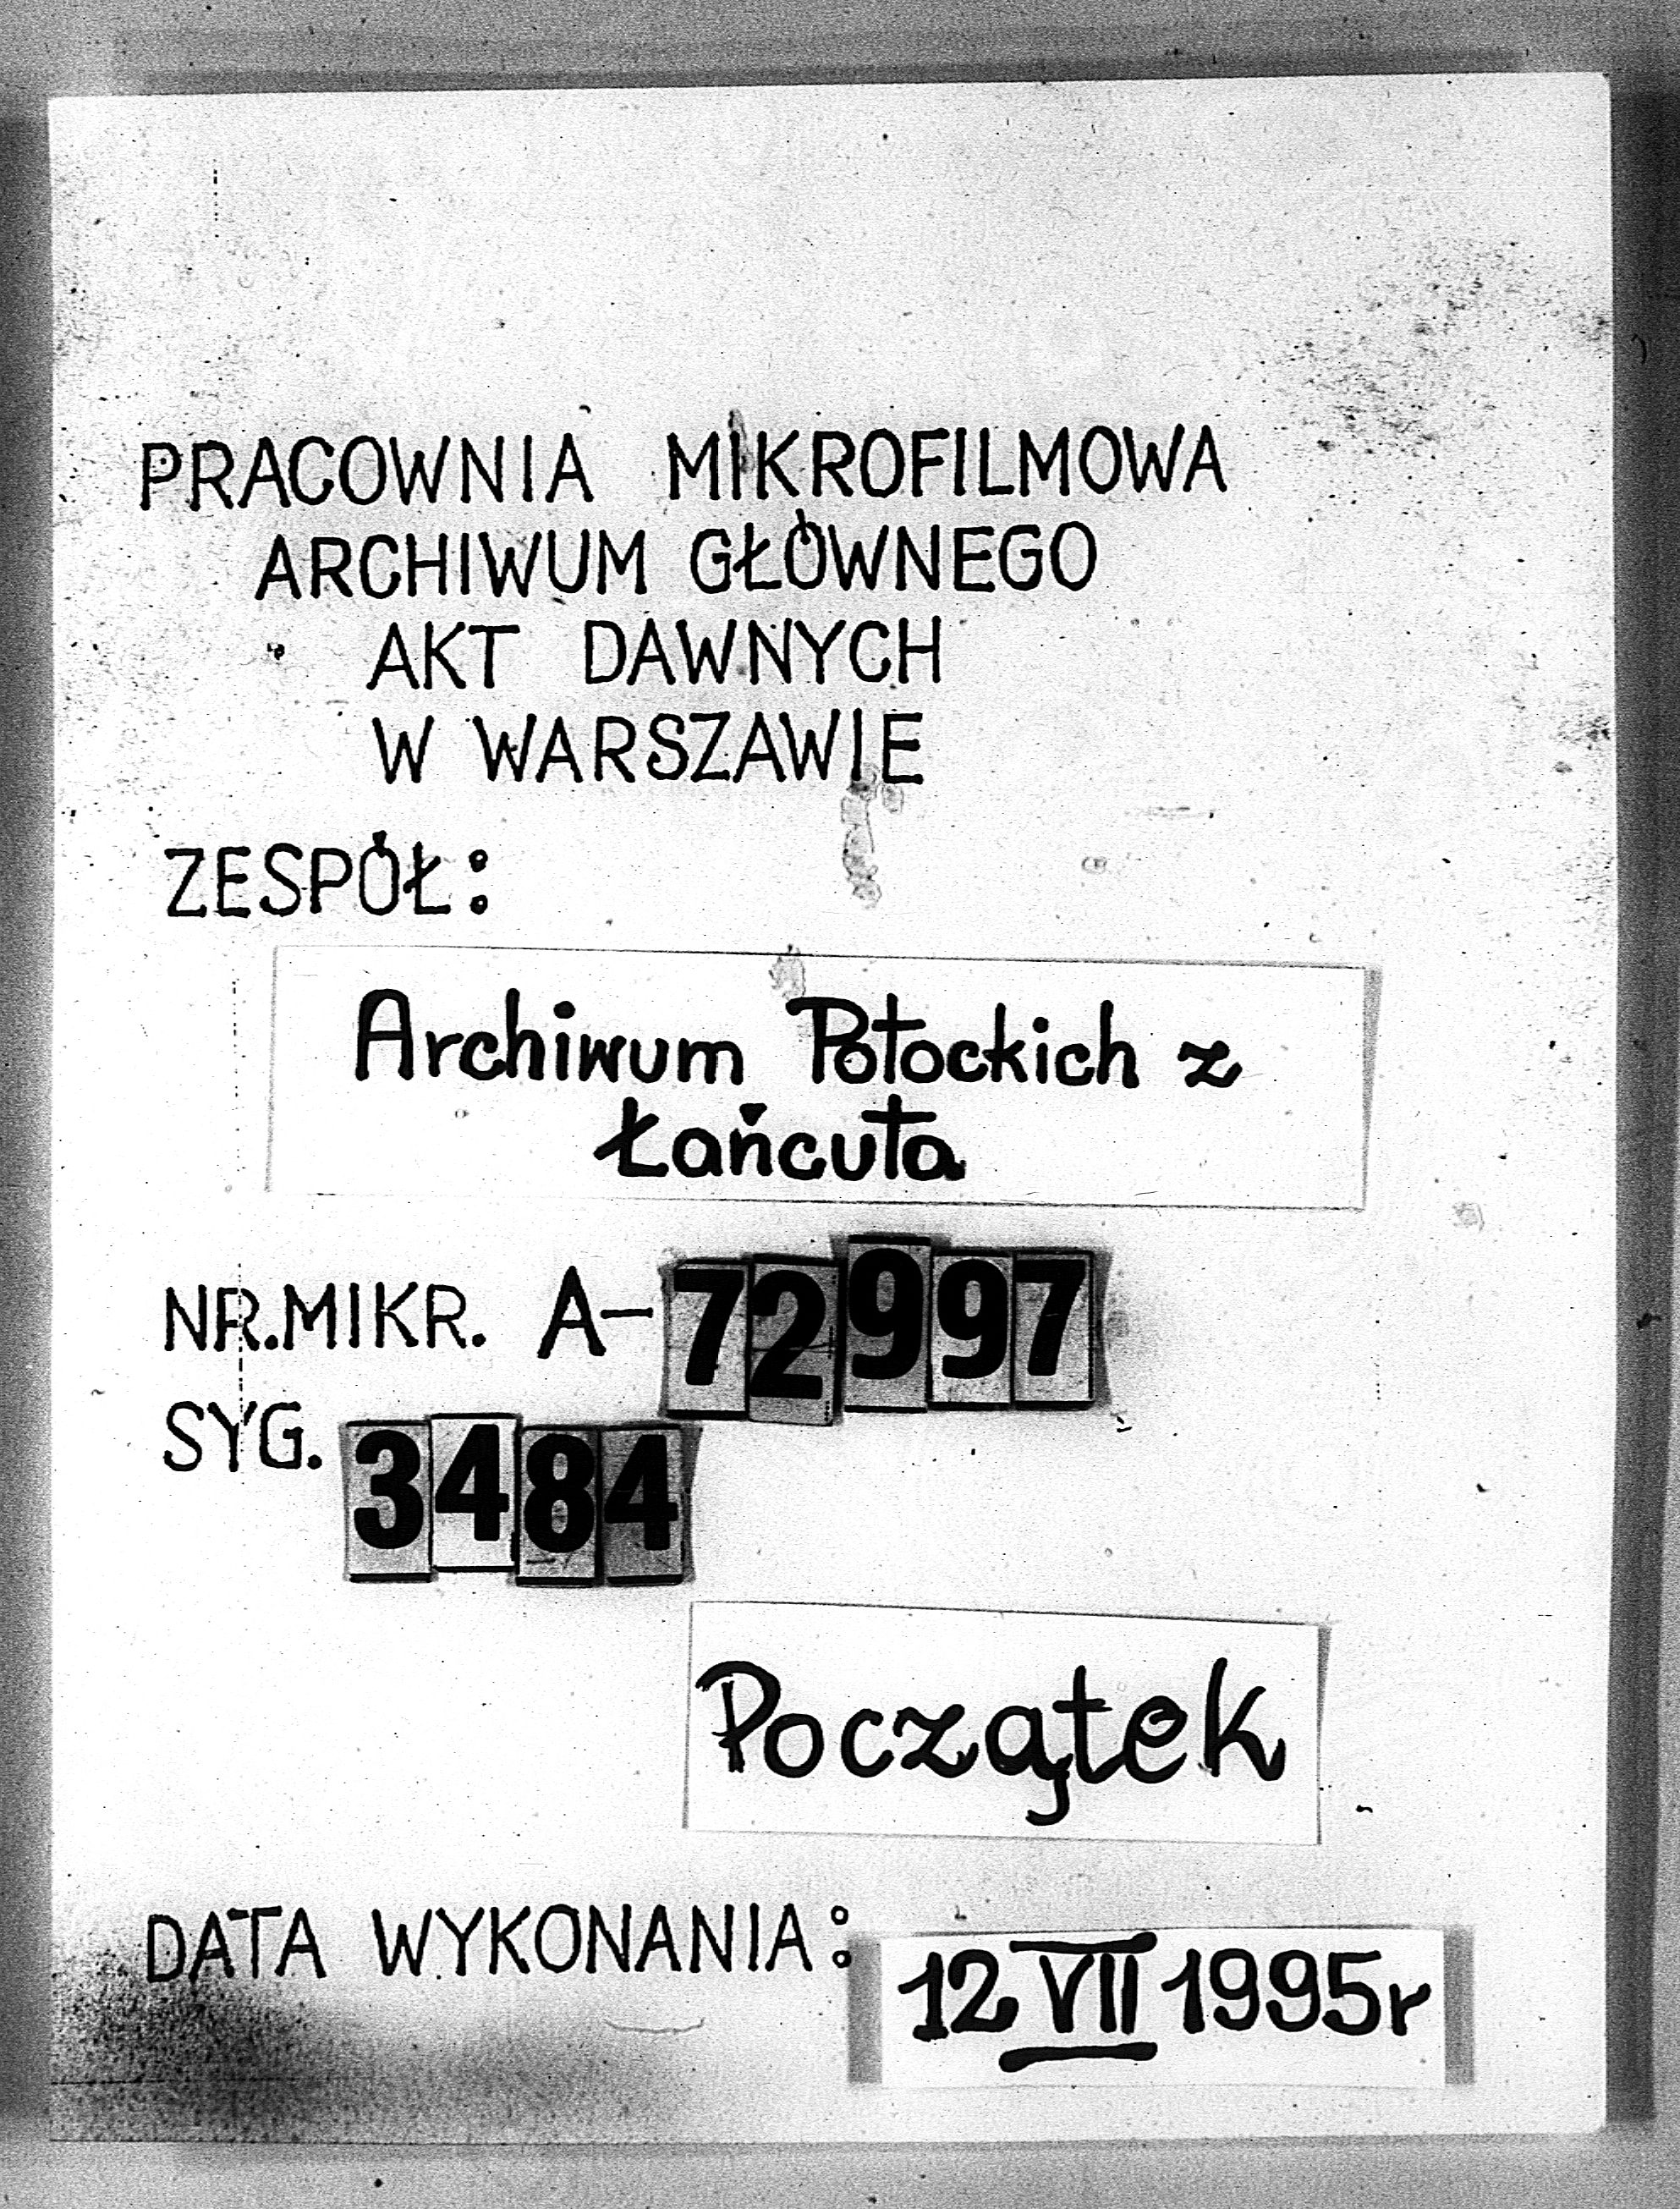 PRACOWNIA MIKROFILMOWA
ARCHIWUM GŁÓWNEGO
AKT DAWNYCH
W WARSZAWIE
ZESPÓŁ:
Archiwum Potockich z
Łańcuta
NR.MIKR. A-72997
SYG. 3484
Początek
DATA WYKONANIA: 12 VII 1995r